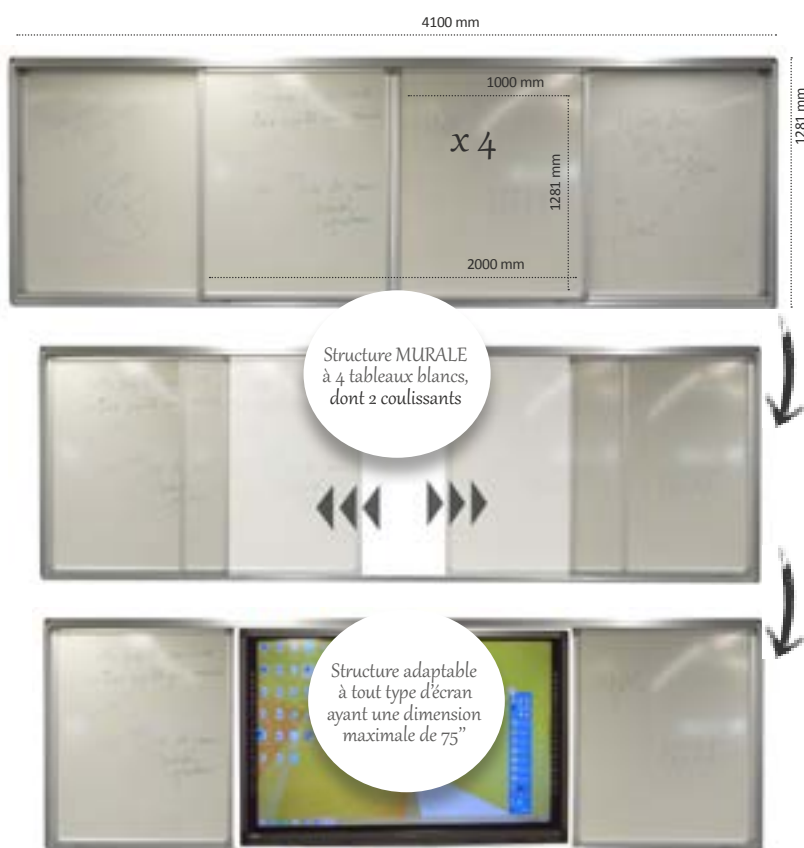 4100 mm
1000 mm
x 4
1281 mm
1281 mm
2000 mm
Structure MURALE
à 4 tableaux blancs,
dont 2 coulissants
Structure adaptable
à tout type d'écran
ayant une dimension
maximale de 75”